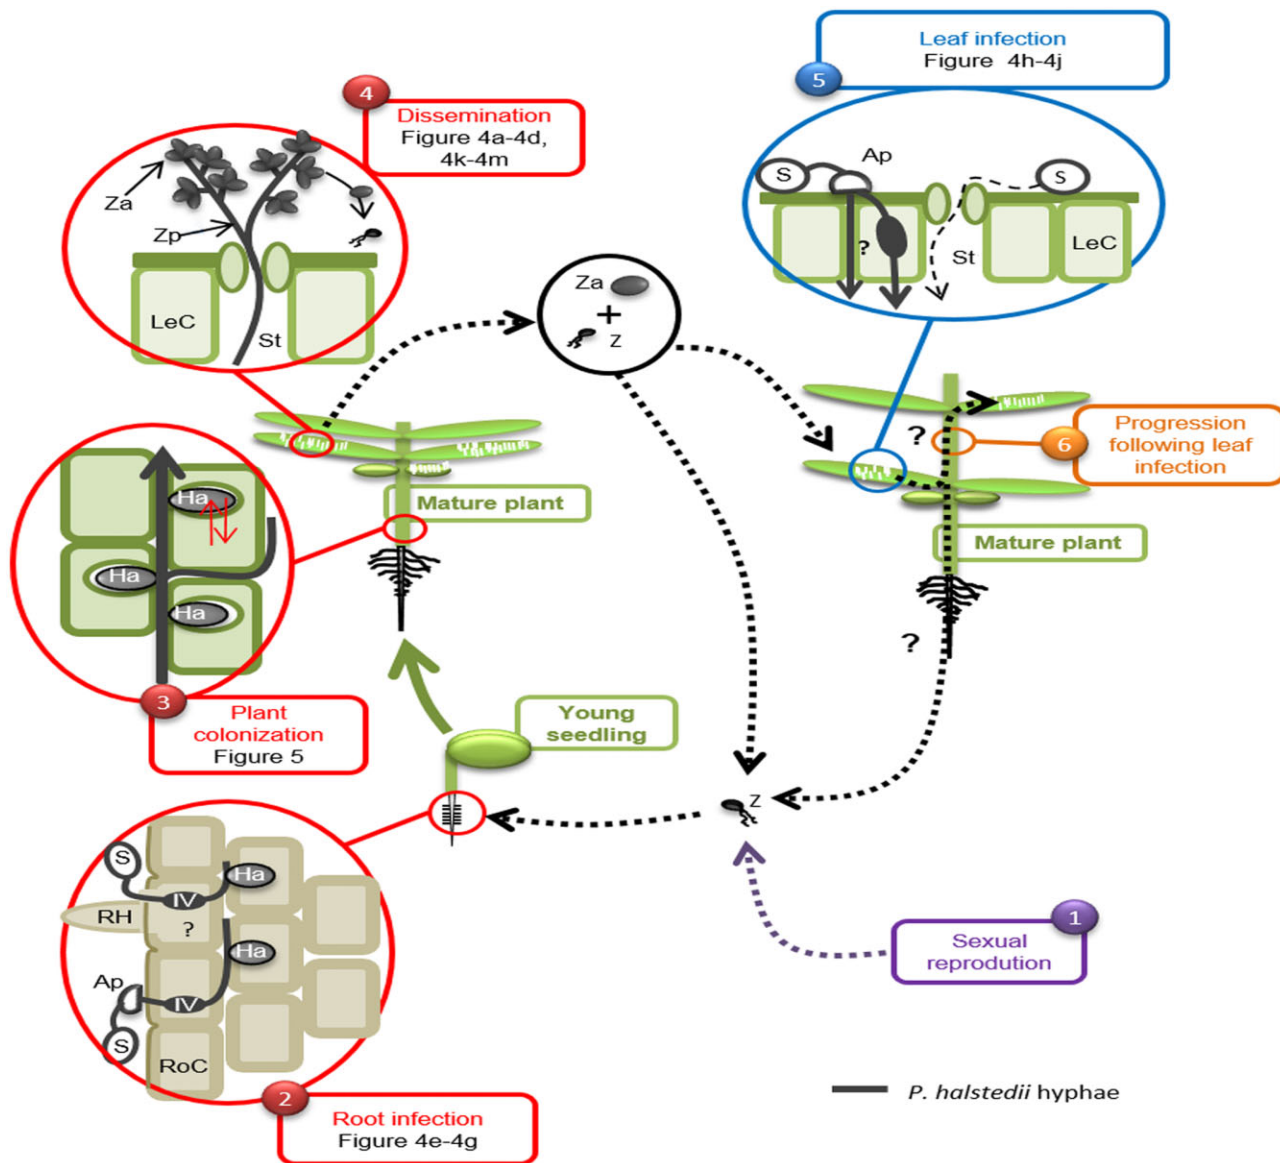 5
Leaf infection
Figure 4h-4j
4
Dissemination
Figure 4a-4d,
4k-4m
Za
Zp
LeC
St
S
Ap
S
?
St
LeC
Za
+
Z
Ha
Ha
Ha
3
Plant
colonization
Figure 5
Mature plant
?
6
Progression
following leaf
infection
Mature plant
?
Young
seedling
Z
S
IV
Ha
RH
?
Ha
Ap
IV
S
RoC
2
Root infection
Figure 4e-4g
1
Sexual
reprodution
P. halstedii hyphae